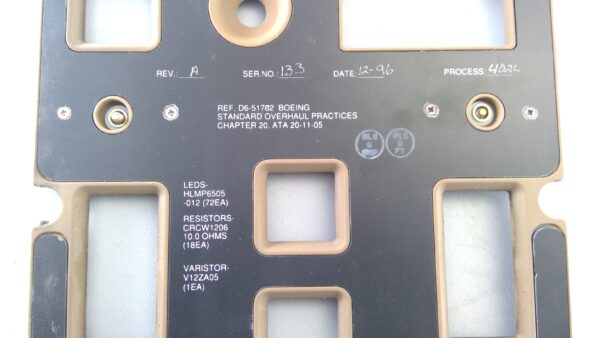 REV.: A SER.NO.: 133 DATE: 12-96 PROCESS:
REF. D6-51702 BOEING
STANDARD OVERHAUL PRACTICES
CHAPTER 20, ATA 20-11-05
LEDS-
HLMP6505
-012 (72EA)
RESISTORS-
CRCW1206
10.0 OHMS
(18EA)
VARISTOR-
V12ZA05
(1EA)